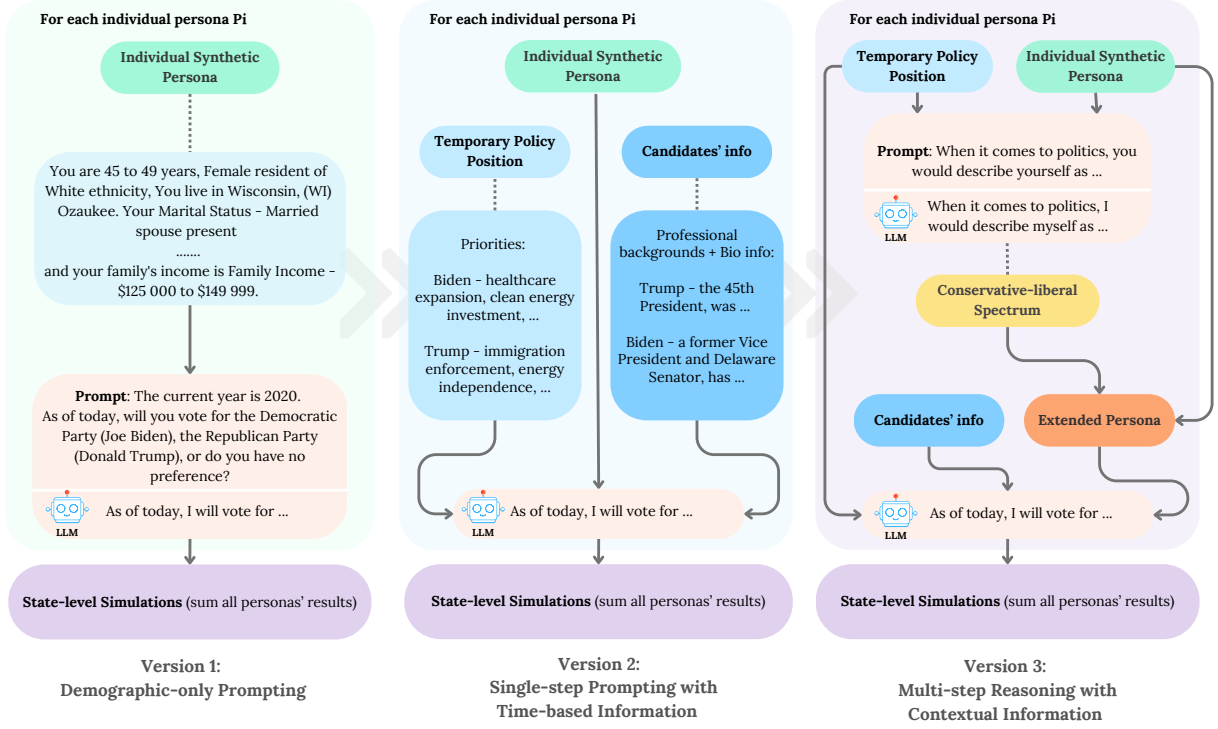 For each individual persona Pi
Individual Synthetic
Persona
You are 45 to 49 years, Female resident of
White ethnicity, You live in Wisconsin, (WI)
Ozaukee. Your Marital Status - Married
spouse present
.......
and your family's income is Family Income -
$125 000 to $149 999.
Prompt: The current year is 2020.
As of today, will you vote for the Democratic
Party (Joe Biden), the Republican Party
(Donald Trump), or do you have no
preference?
LLM
As of today, I will vote for ...
State-level Simulations (sum all personas' results)
Version 1:
Demographic-only Prompting
For each individual persona Pi
Individual Synthetic
Persona
Temporary Policy
Position
Candidates' info
Priorities:
Biden - healthcare
expansion, clean energy
investment, ...
Trump - immigration
enforcement, energy
independence, ...
Professional
backgrounds + Bio info:
Trump - the 45th
President, was ...
Biden - a former Vice
President and Delaware
Senator, has ...
LLM
As of today, I will vote for ...
State-level Simulations (sum all personas' results)
Version 2:
Single-step Prompting with
Time-based Information
For each individual persona Pi
Temporary Policy
Position
Individual Synthetic
Persona
Prompt: When it comes to politics, you
would describe yourself as ...
LLM
When it comes to politics, I
would describe myself as ...
Conservative-liberal
Spectrum
Candidates' info
Extended Persona
LLM
As of today, I will vote for ...
State-level Simulations (sum all personas' results)
Version 3:
Multi-step Reasoning with
Contextual Information